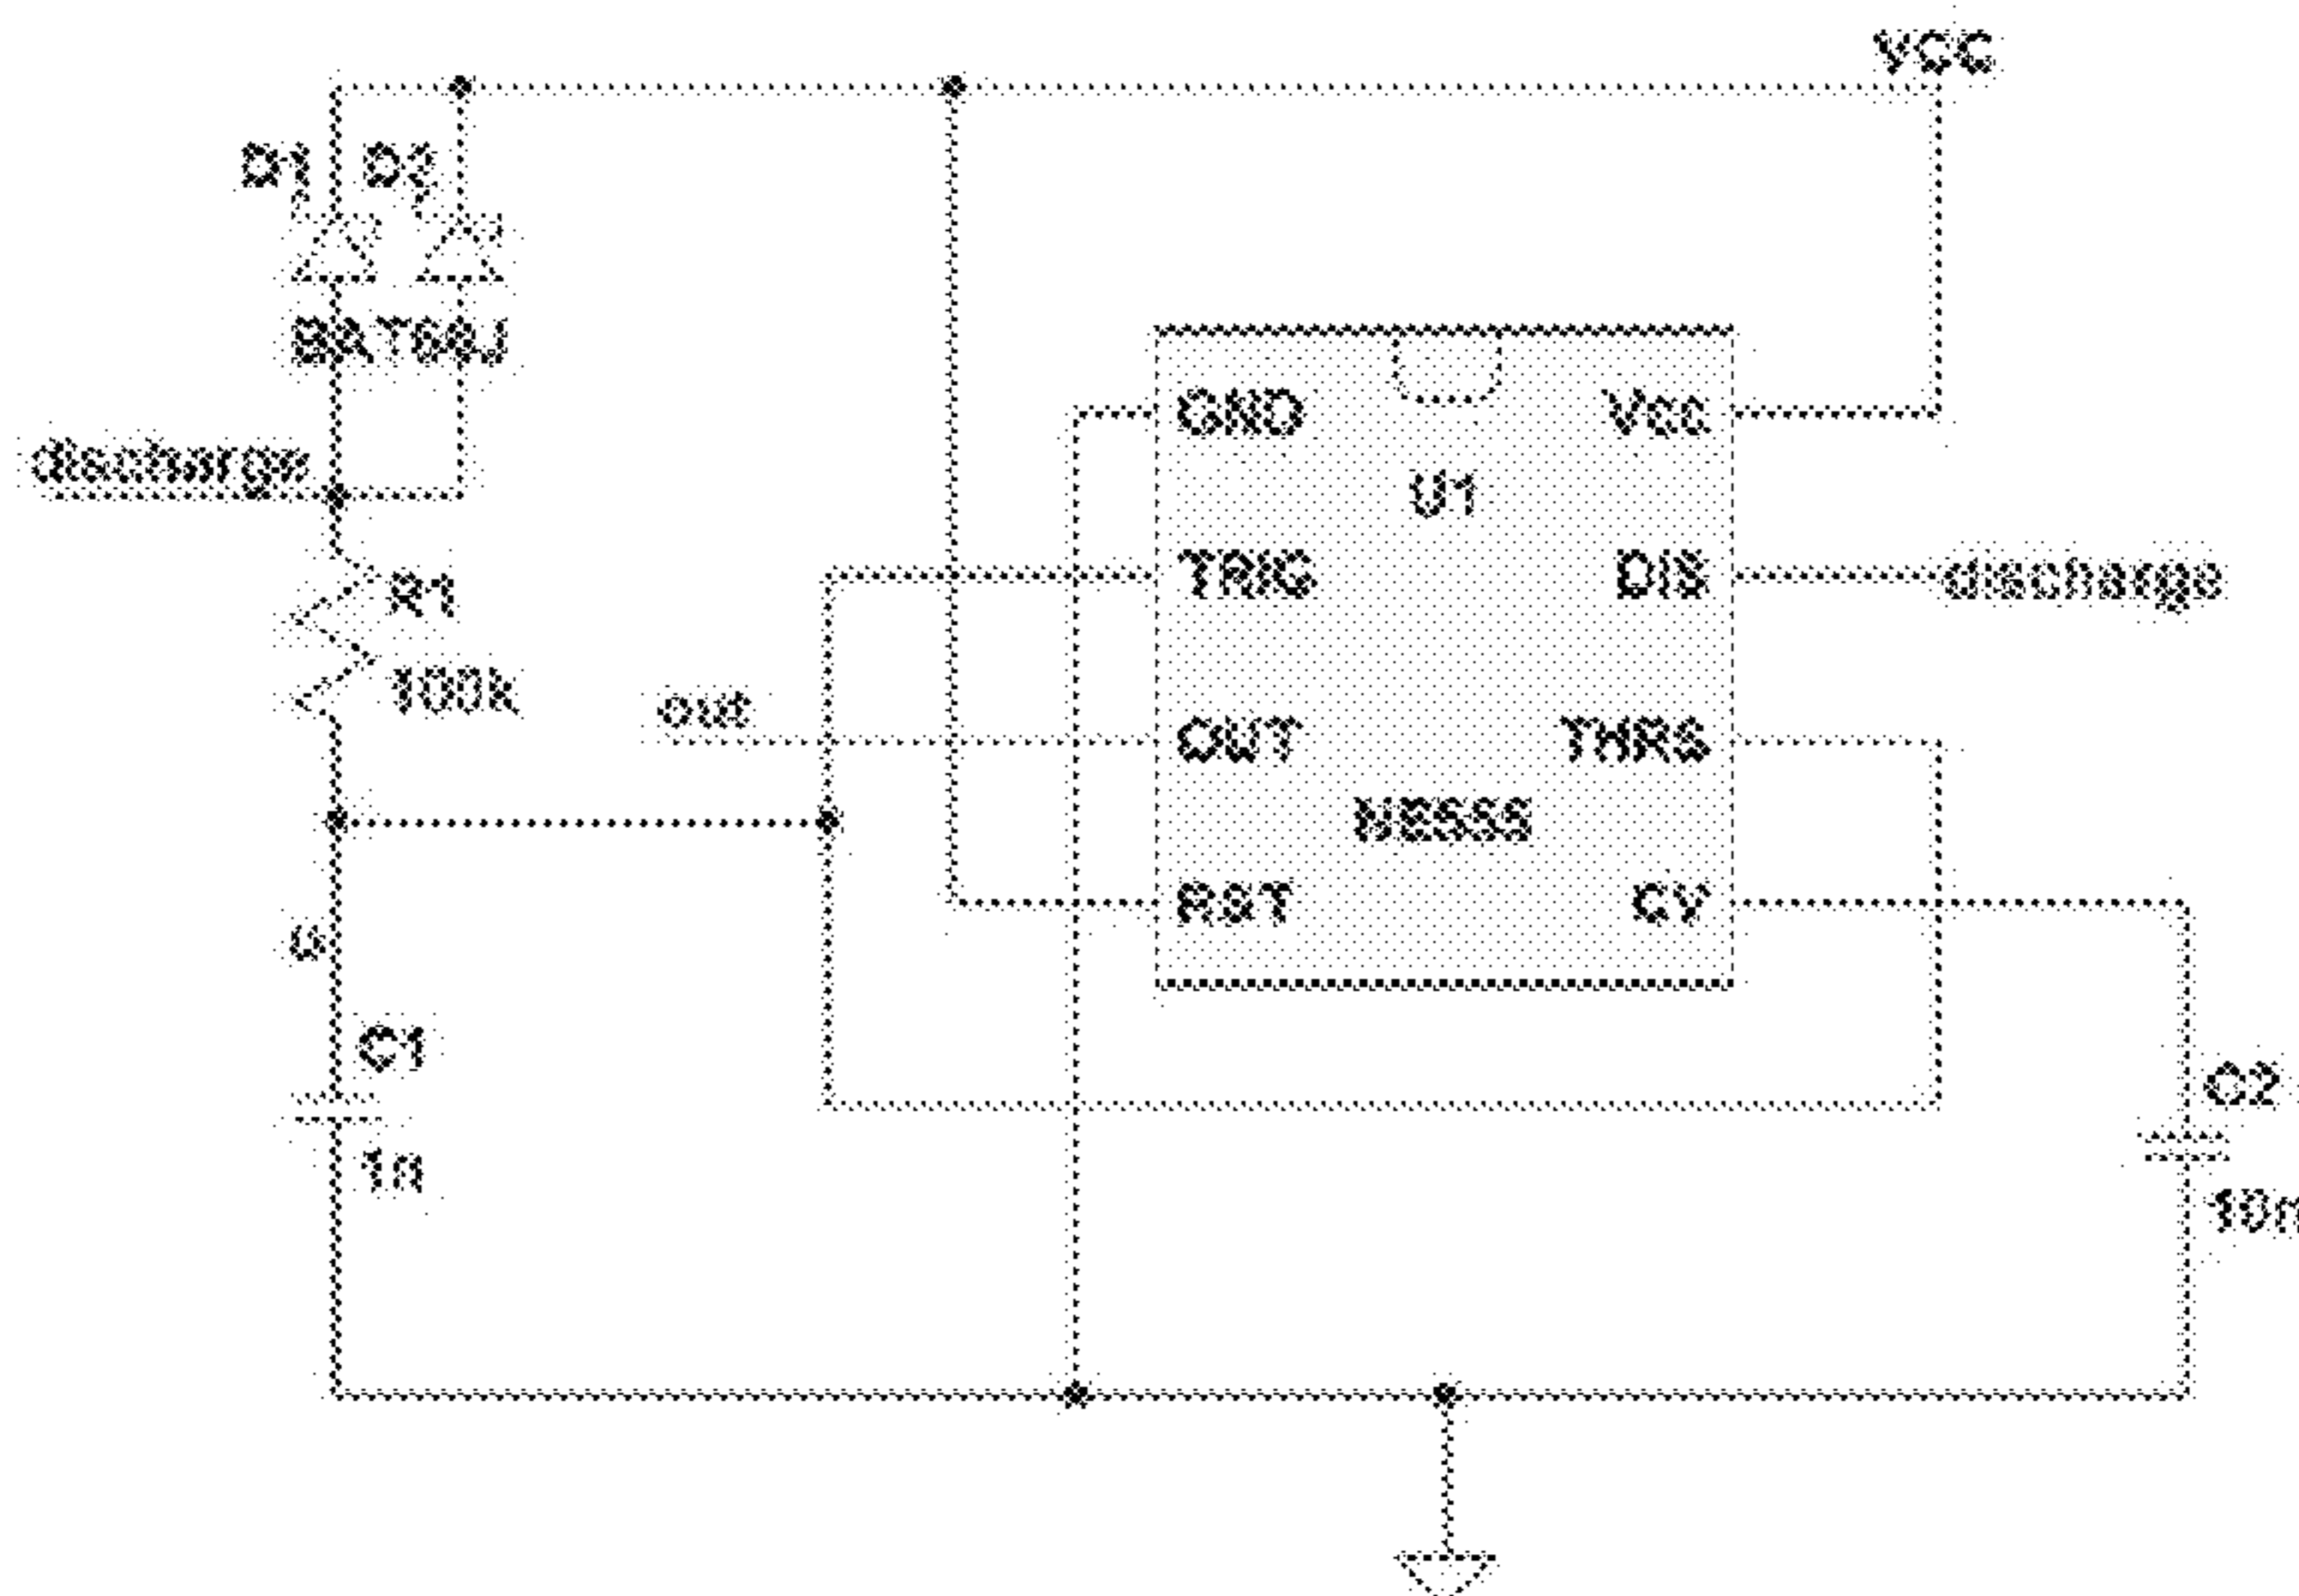 VCC
D1 D2
BAT60J
GND Vcc
discharge
U1
TRIG DIS discharge
R1
100k
out
OUT THRS
NE555
RST CV
u
C1
C2
1n
10n